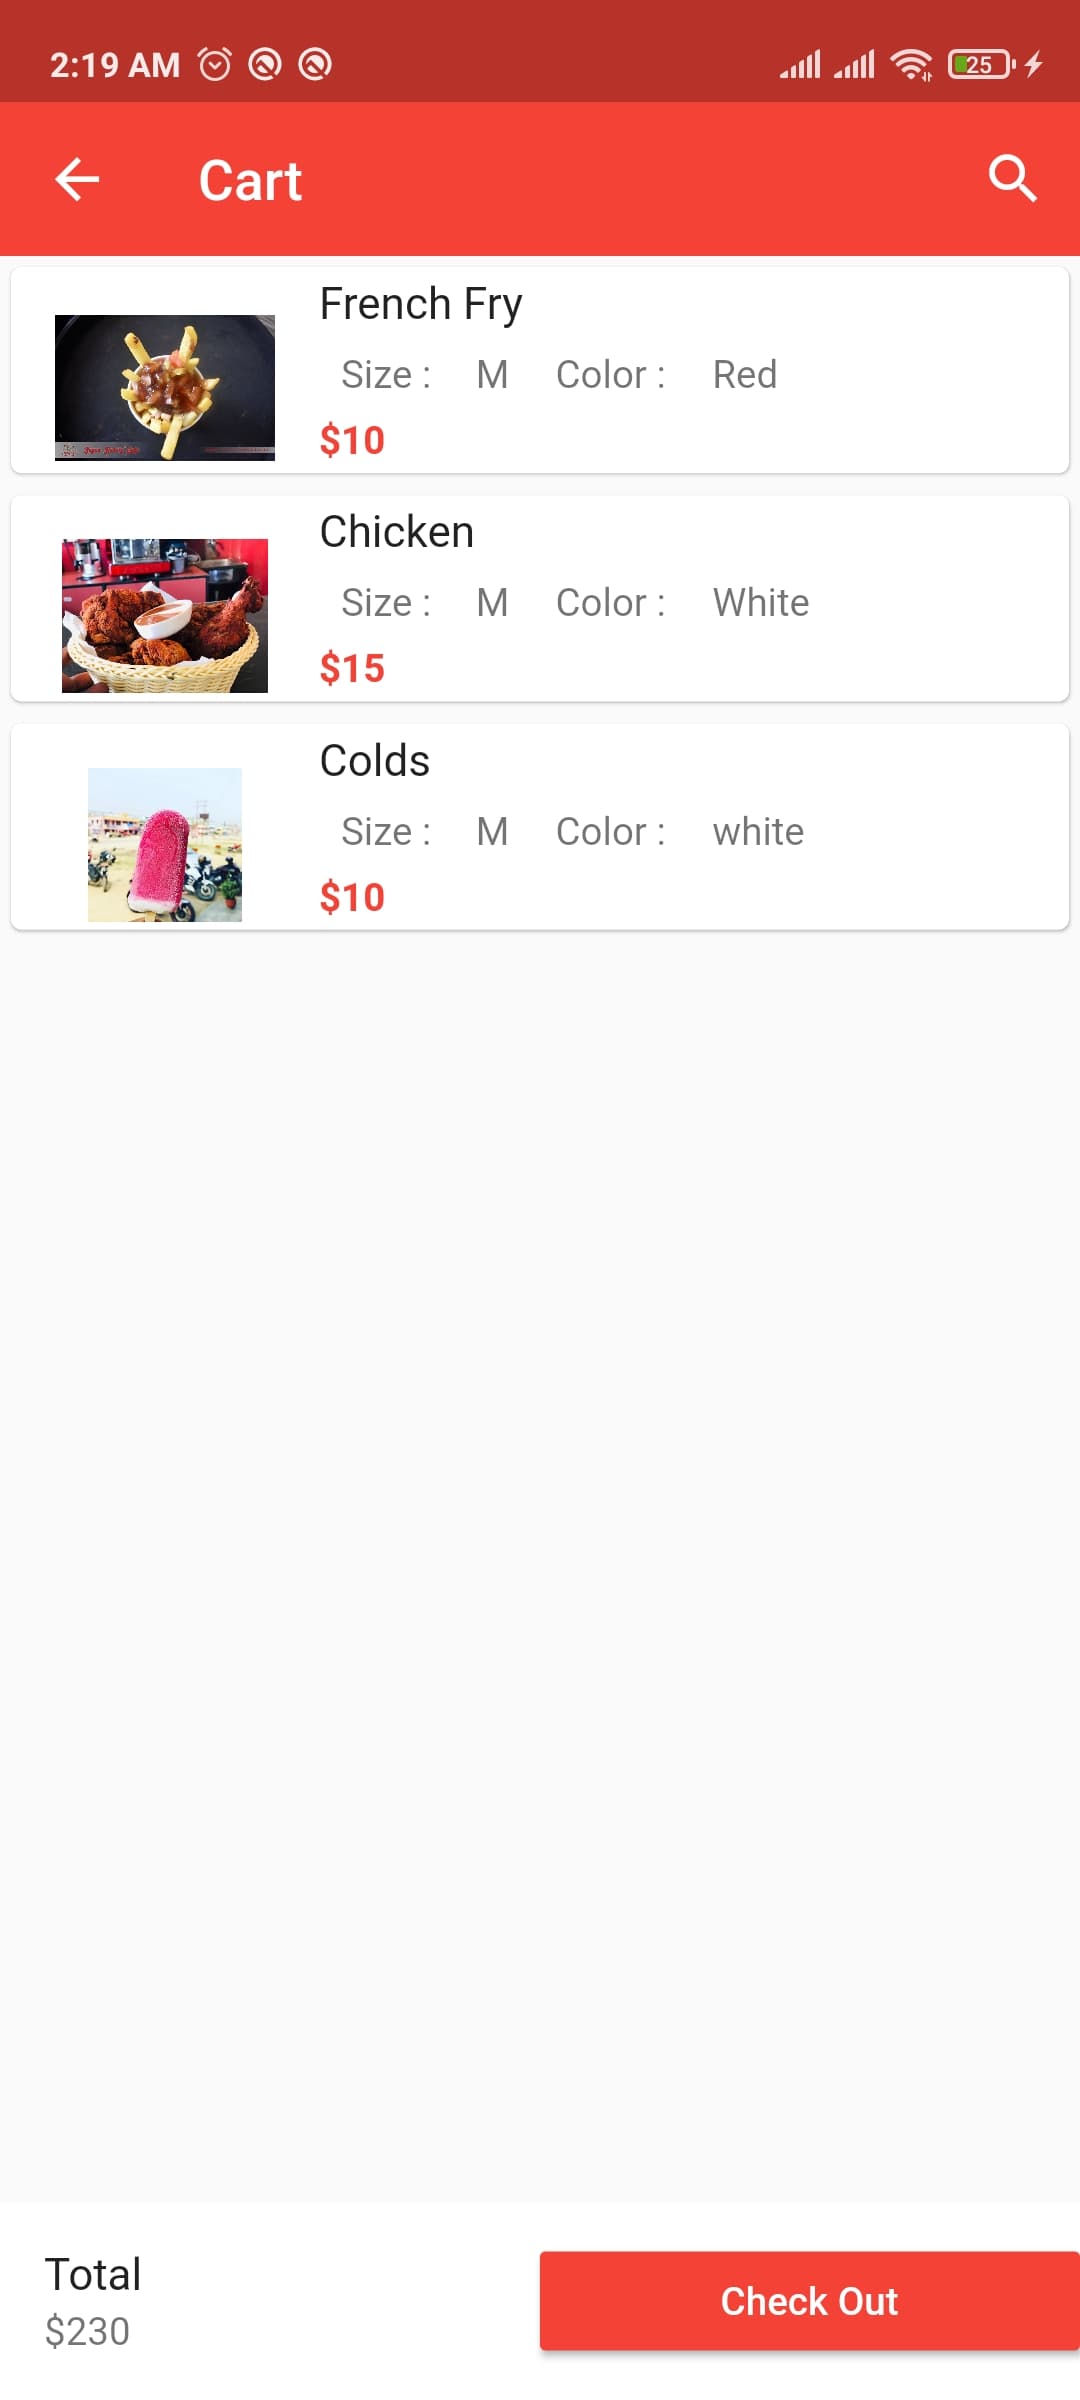 2:19 AM
25
Cart
French Fry
Size : M Color : Red
$10
Chicken
Size : M Color : White
$15
Colds
Size : M Color : white
$10
Total
$230
Check Out